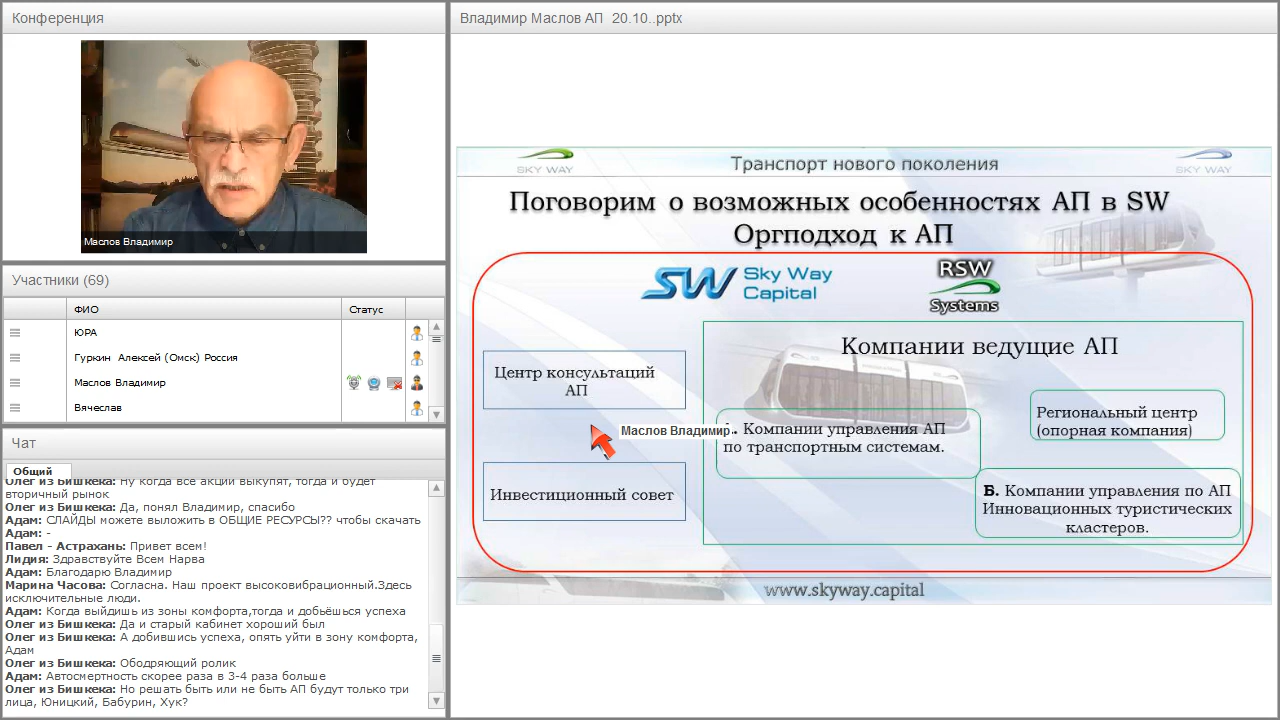 Конференция
Маслов Владимир
Участники (69)
ФИО
Статус
ЮРА
Гуркин Алексей (Омск) Россия
Маслов Владимир
Вячеслав
Чат
Общий
Олег из Бишкека: Ну когда все акции выкупят, тогда и будет
вторичный рынок
Олег из Бишкека: Да, понял Владимир, спасибо
Адам: СЛАЙДЫ можете выложить в ОБЩИЕ РЕСУРСЫ?? чтобы скачать
Адам: -
Павел - Астрахань: Привет всем!
Лидия: Здравствуйте Всем Нарва
Адам: Благодарю Владимир
Марина Часова: Согласна. Наш проект высоковибрационный.Здесь
исключительные люди.
Адам: Когда выйдишь из зоны комфорта,тогда и добьёшься успеха
Олег из Бишкека: Да и старый кабинет хороший был
Олег из Бишкека: А добившись успеха, опять уйти в зону комфорта,
Адам
Олег из Бишкека: Ободряющий ролик
Адам: Автосмертность скорее раза в 3-4 раза больше
Олег из Бишкека: Но решать быть или не быть АП будут только три
лица, Юницкий, Бабурин, Хук?
Владимир Маслов АП 20.10..pptx
SKY WAY
Транспорт нового поколения
SKY WAY
Поговорим о возможных особенностях АП в SW
Оргподход к АП
SW Sky Way
Capital
RSW
Systems
Компании ведущие АП
Центр консультаций
АП
Маслов Владимир
. Компании управления АП
по транспортным системам.
Региональный центр
(опорная компания)
Инвестиционный совет
Б. Компании управления по АП
Инновационных туристических
кластеров.
www.skyway.capital